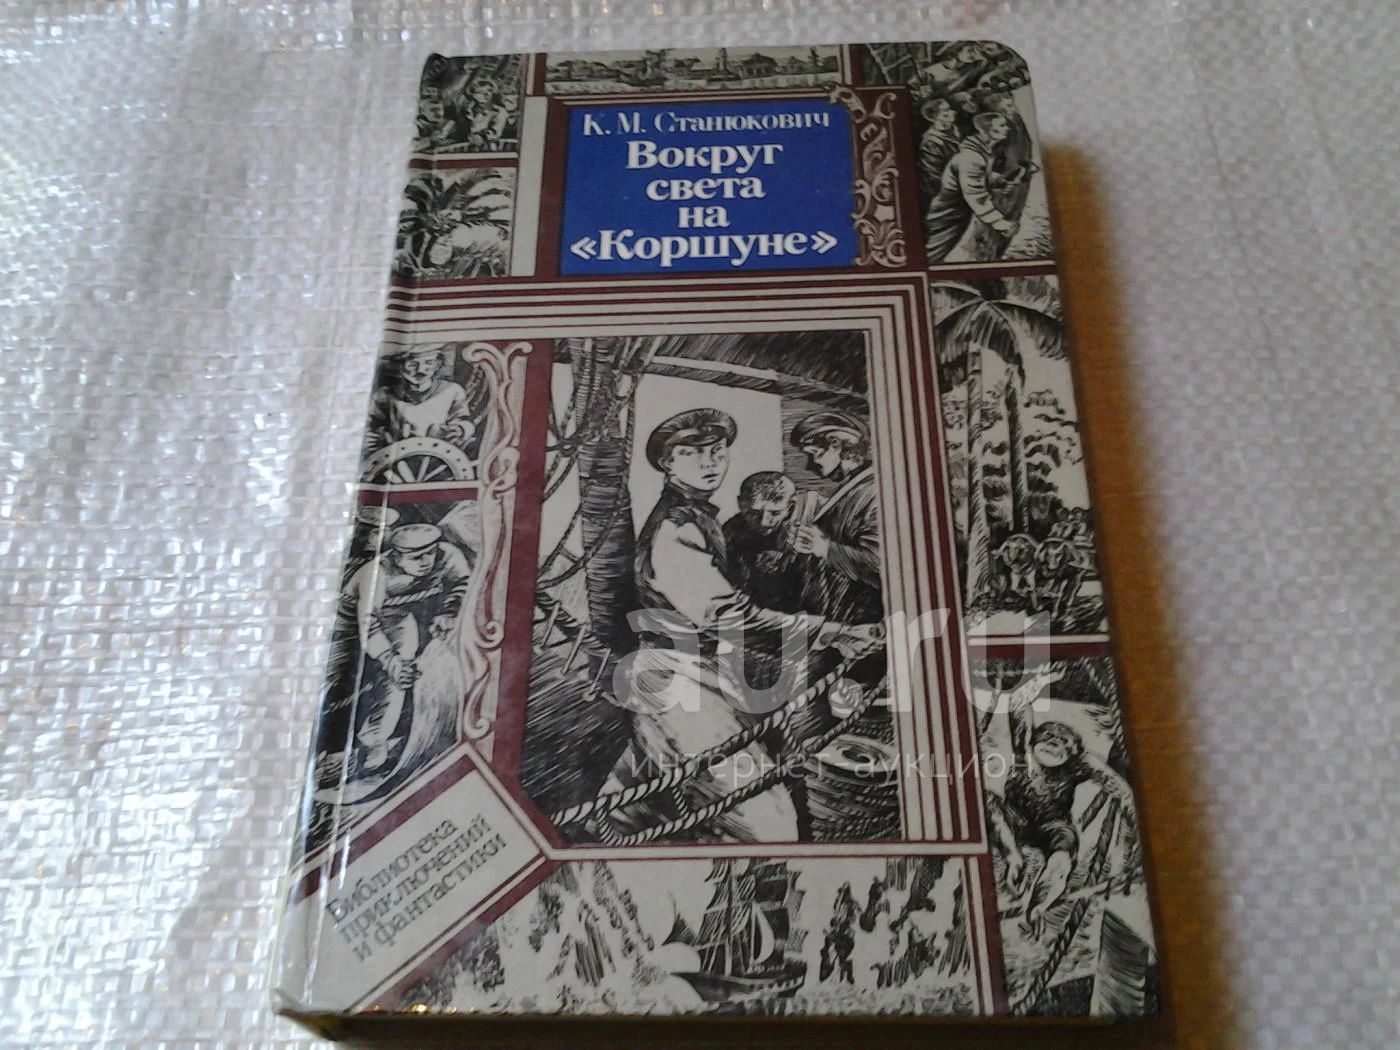 К. М. Станюкович
Вокруг
света
на
«Коршуне»
au.ru
интернет-аукцион
Библиотека
приключений
и фантастики